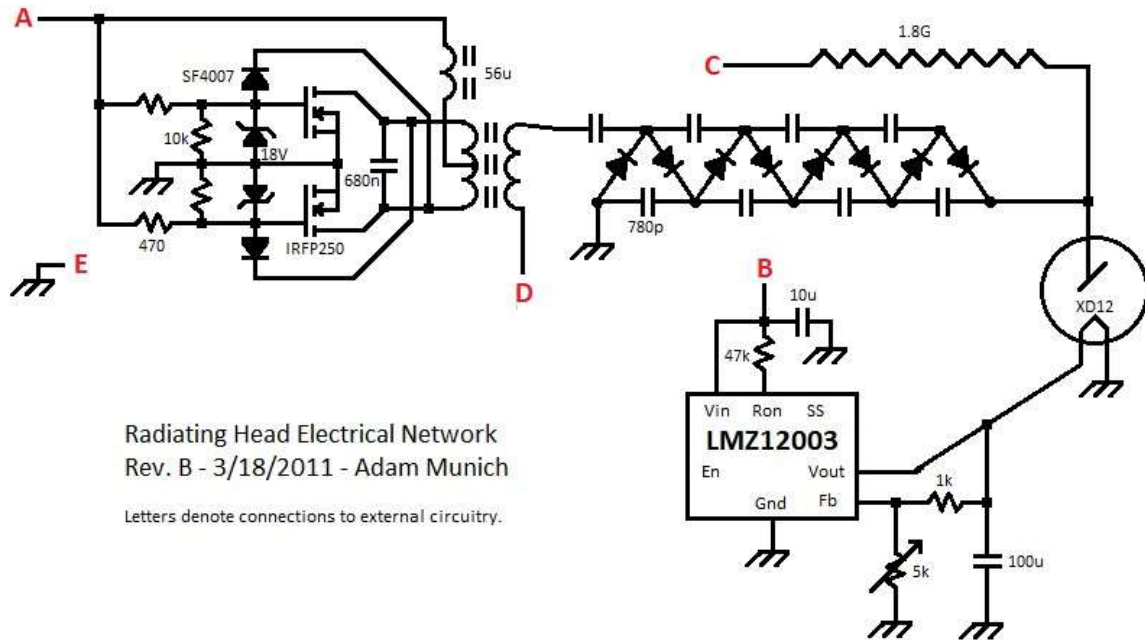 A
1.8G
C
SF4007
56u
10k
18V
680n
470
IRFP250
780p
E
D
B
10u
XD12
47k
Vin Ron SS
LMZ12003
En Vout
Gnd Fb
1k
5k
100u
Radiating Head Electrical Network
Rev. B - 3/18/2011 - Adam Munich
Letters denote connections to external circuitry.